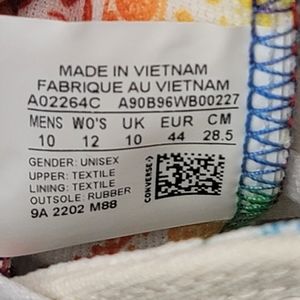 MADE IN VIETNAM
FABRIQUE AU VIETNAM
A02264C A90B96WB00227
MENS WO'S UK EUR CM
10 12 10 44 28.5
GENDER: UNISEX
UPPER: TEXTILE
LINING: TEXTILE
OUTSOLE: RUBBER
9A 2202 M88
CONVERSE